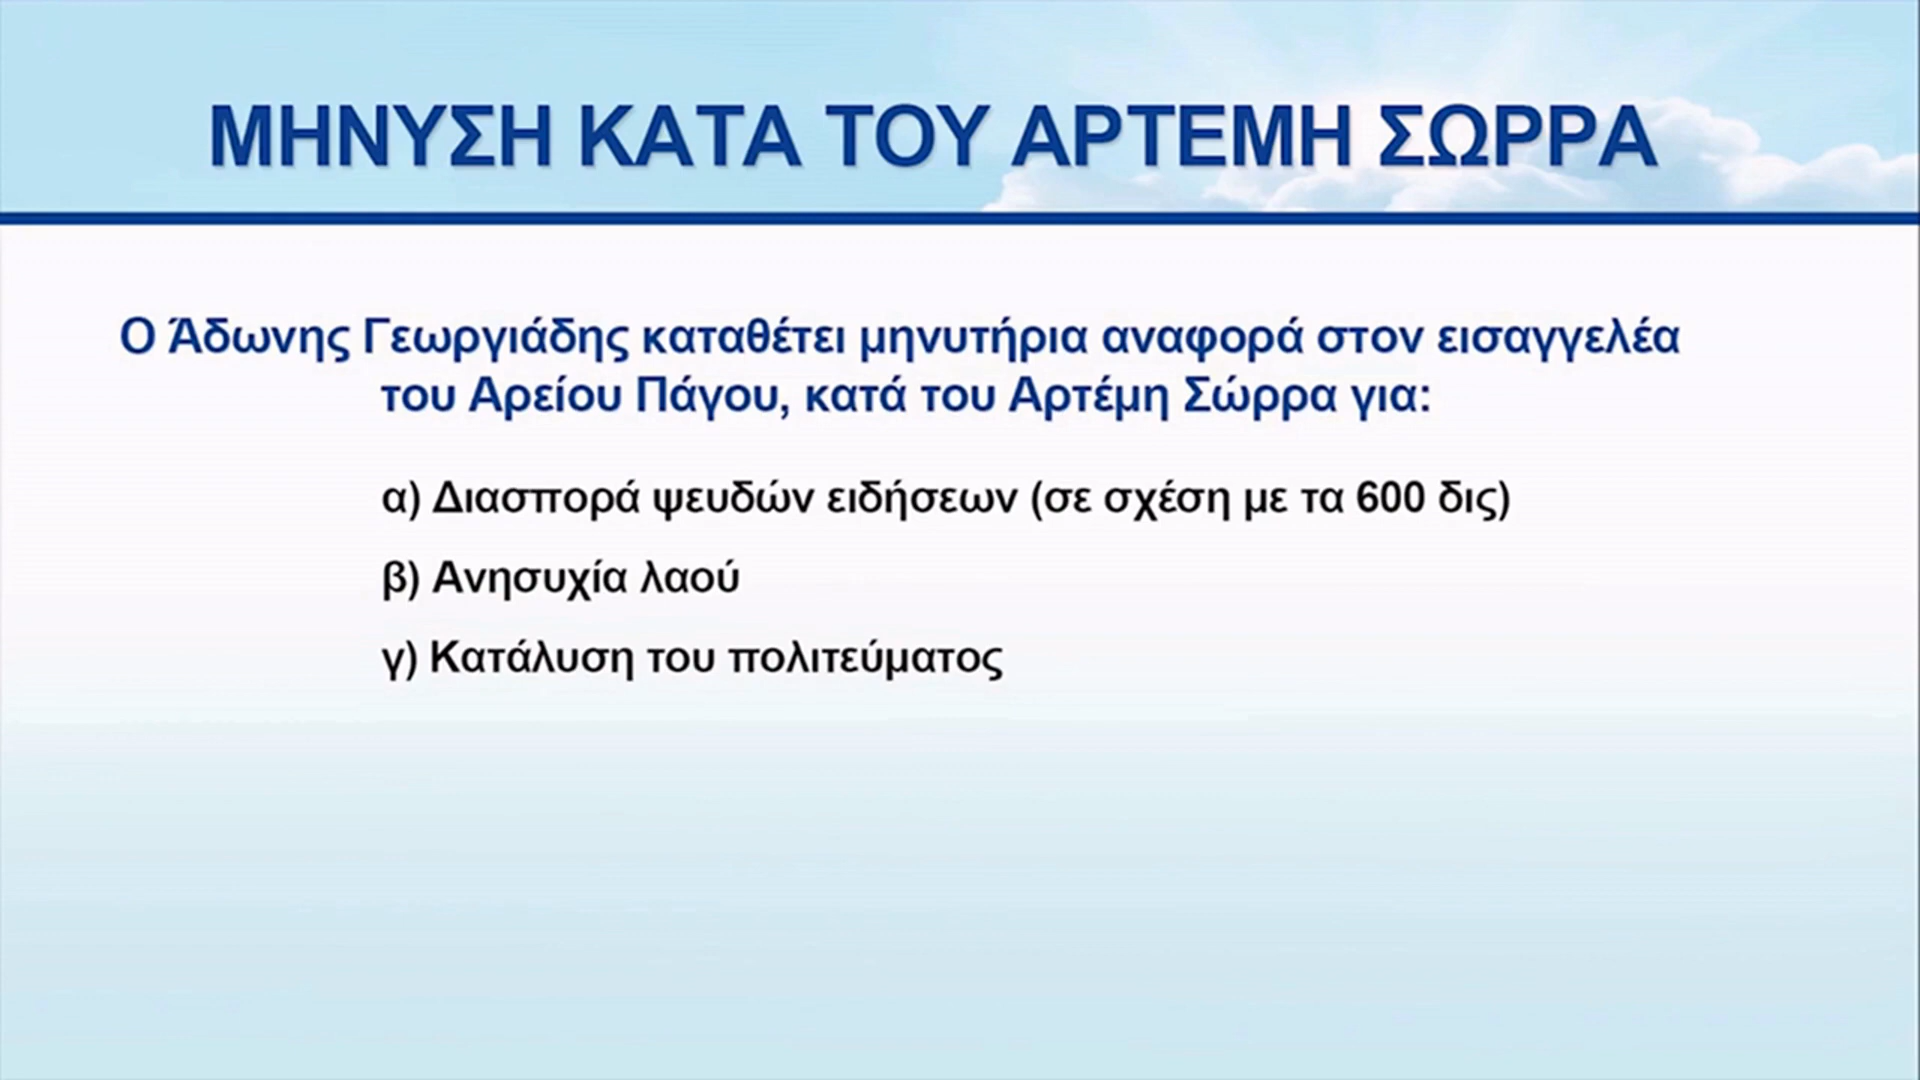 ΜΗΝΥΣΗ ΚΑΤΑ ΤΟΥ ΑΡΤΕΜΗ ΣΩΡΡΑ
Ο Άδωνης Γεωργιάδης καταθέτει μηνυτήρια αναφορά στον εισαγγελέα
του Αρείου Πάγου, κατά του Αρτέμη Σώρρα για:
α) Διασπορά ψευδών ειδήσεων (σε σχέση με τα 600 δις)
β) Ανησυχία λαού
γ) Κατάλυση του πολιτεύματος